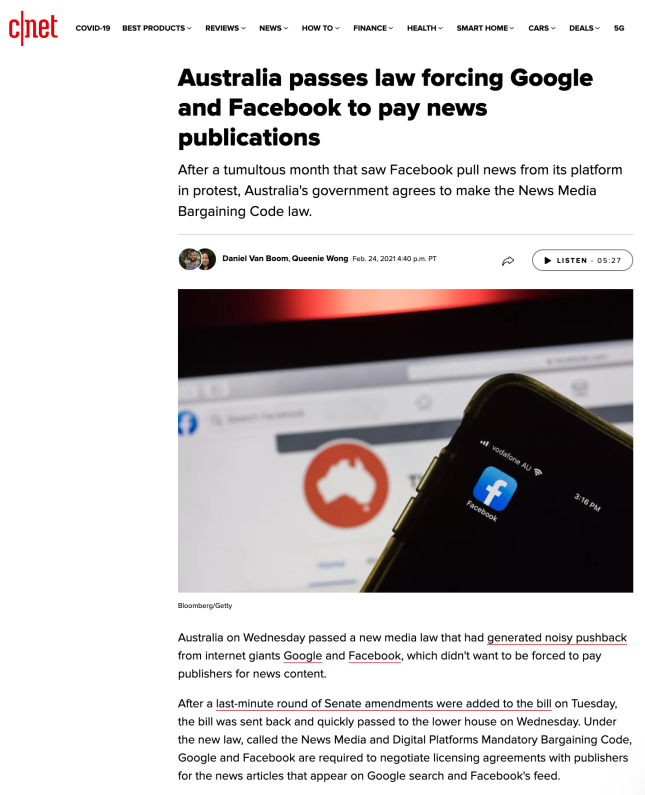 c|net
COVID-19 BEST PRODUCTS REVIEWS NEWS HOW TO FINANCE HEALTH SMART HOME CARS DEALS 5G
Australia passes law forcing Google
and Facebook to pay news
publications
After a tumultous month that saw Facebook pull news from its platform
in protest, Australia's government agrees to make the News Media
Bargaining Code law.
Daniel Van Boom, Queenie Wong Feb. 24, 2021 4:40 p.m. PT
LISTEN - 05:27
Search Facebook
vodafone AU
3:16 PM
Facebook
Bloomberg/Getty
Australia on Wednesday passed a new media law that had generated noisy pushback
from internet giants Google and Facebook, which didn't want to be forced to pay
publishers for news content.
After a last-minute round of Senate amendments were added to the bill on Tuesday,
the bill was sent back and quickly passed to the lower house on Wednesday. Under
the new law, called the News Media and Digital Platforms Mandatory Bargaining Code,
Google and Facebook are required to negotiate licensing agreements with publishers
for the news articles that appear on Google search and Facebook's feed.